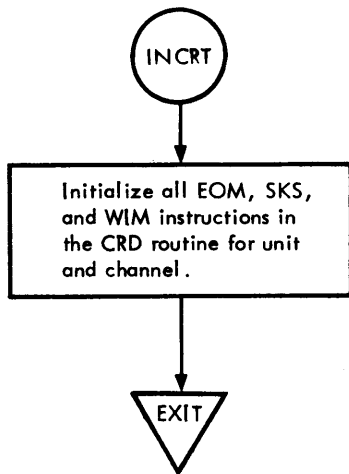 INCRT
Initialize all EOM, SKS,
and WIM instructions in
the CRD routine for unit
and channel.
EXIT